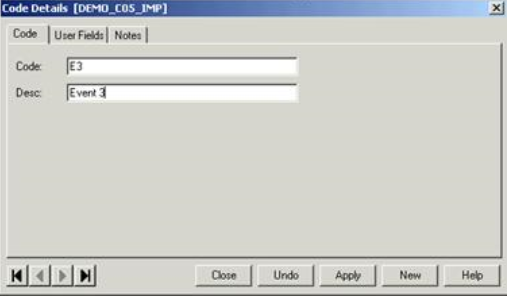 Code Details [DEMO_COS_IMP]
Code User Fields Notes
Code: E3
Desc: Event 3
Close Undo Apply New Help